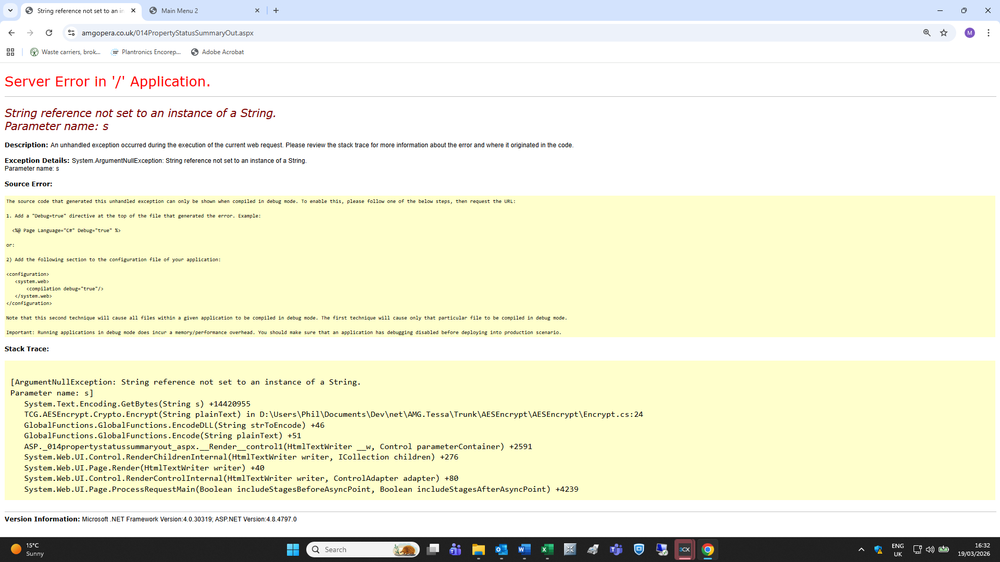 String reference not set to an in
Main Menu 2
amgopera.co.uk/014PropertyStatusSummaryOut.aspx
M
Waste carriers, brok...
Plantronics Encorep...
Adobe Acrobat
Server Error in '/' Application.
String reference not set to an instance of a String.
Parameter name: s
Description: An unhandled exception occurred during the execution of the current web request. Please review the stack trace for more information about the error and where it originated in the code.
Exception Details: System.ArgumentNullException: String reference not set to an instance of a String.
Parameter name: s
Source Error:
The source code that generated this unhandled exception can only be shown when compiled in debug mode. To enable this, please follow one of the below steps, then request the URL:
1. Add a "Debug=true" directive at the top of the file that generated the error. Example:
<%@ Page Language="C#" Debug="true" %>
or:
2) Add the following section to the configuration file of your application:
<configuration>
<system.web>
<compilation debug="true"/>
</system.web>
</configuration>
Note that this second technique will cause all files within a given application to be compiled in debug mode. The first technique will cause only that particular file to be compiled in debug mode.
Important: Running applications in debug mode does incur a memory/performance overhead. You should make sure that an application has debugging disabled before deploying into production scenario.
Stack Trace:
[ArgumentNullException: String reference not set to an instance of a String.
Parameter name: s]
System.Text.Encoding.GetBytes(String s) +14420955
TCG.AESEncrypt.Crypto.Encrypt(String plainText) in D:\Users\Phil\Documents\Dev\net\AMG.Tessa\Trunk\AESEncrypt\AESEncrypt\Encrypt.cs:24
GlobalFunctions.GlobalFunctions.EncodeDLL(String strToEncode) +46
GlobalFunctions.GlobalFunctions.Encode(String plainText) +51
ASP._014propertystatussummaryout_aspx.__Render__control1(HtmlTextWriter __w, Control parameterContainer) +2591
System.Web.UI.Control.RenderChildrenInternal(HtmlTextWriter writer, ICollection children) +276
System.Web.UI.Page.Render(HtmlTextWriter writer) +40
System.Web.UI.Control.RenderControlInternal(HtmlTextWriter writer, ControlAdapter adapter) +80
System.Web.UI.Page.ProcessRequestMain(Boolean includeStagesBeforeAsyncPoint, Boolean includeStagesAfterAsyncPoint) +4239
Version Information: Microsoft .NET Framework Version:4.0.30319; ASP.NET Version:4.8.4797.0
15°C
Sunny
Search
3CX
ENG
UK
16:32
19/03/2026